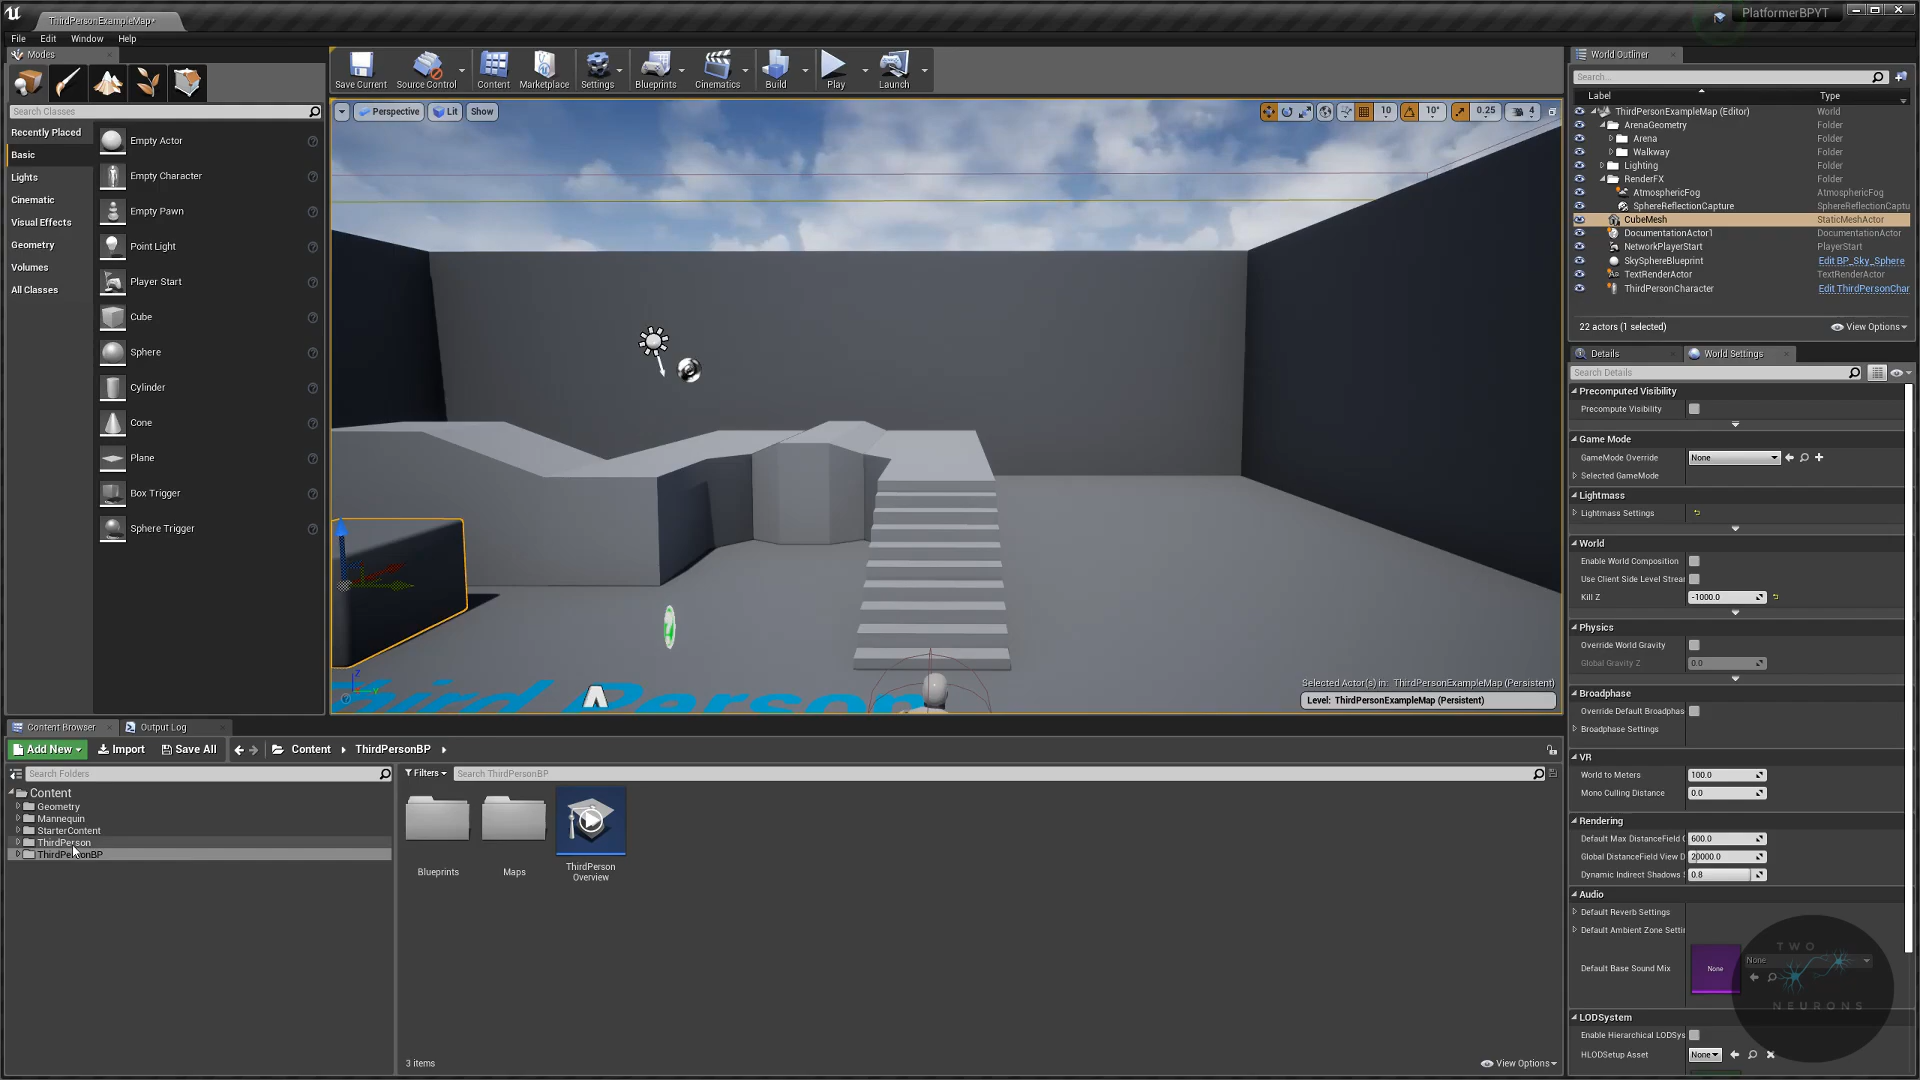 ThirdPersonExampleMap*
PlatformerBPYT
File Edit Window Help
Modes
Search Classes
Recently Placed
Basic
Lights
Cinematic
Visual Effects
Geometry
Volumes
All Classes
Empty Actor
Empty Character
Empty Pawn
Point Light
Player Start
Cube
Sphere
Cylinder
Cone
Plane
Box Trigger
Sphere Trigger
Save Current Source Control Content Marketplace Settings Blueprints Cinematics Build Play Launch
Perspective Lit Show
10 10° 0.25 4
Third Person
Selected Actor(s) in: ThirdPersonExampleMap (Persistent)
Level: ThirdPersonExampleMap (Persistent)
World Outliner
Search...
Label Type
ThirdPersonExampleMap (Editor) World
ArenaGeometry Folder
Arena Folder
Walkway Folder
Lighting Folder
RenderFX Folder
AtmosphericFog AtmosphericFog
SphereReflectionCapture SphereReflectionCaptu
CubeMesh StaticMeshActor
DocumentationActor1 DocumentationActor
NetworkPlayerStart PlayerStart
SkySphereBlueprint Edit BP_Sky_Sphere
TextRenderActor TextRenderActor
ThirdPersonCharacter Edit ThirdPersonChar
22 actors (1 selected) View Options
Details World Settings
Search Details
Precomputed Visibility
Precompute Visibility
Game Mode
GameMode Override None
Selected GameMode
Lightmass
Lightmass Settings
World
Enable World Composition
Use Client Side Level Strea
Kill Z -1000.0
Physics
Override World Gravity
Global Gravity Z 0.0
Broadphase
Override Default Broadphas
Broadphase Settings
VR
World to Meters 100.0
Mono Culling Distance 0.0
Rendering
Default Max DistanceField 600.0
Global DistanceField View D 20000.0
Dynamic Indirect Shadows 0.8
Audio
Default Reverb Settings
Default Ambient Zone Setti
Default Base Sound Mix None None
LODSystem
Enable Hierarchical LODSys
HLODSetup Asset None
TWO
NEURONS
Content Browser Output Log
Add New Import Save All Content ThirdPersonBP
Search Folders
Content
Geometry
Mannequin
StarterContent
ThirdPerson
ThirdPersonBP
Filters Search ThirdPersonBP
Blueprints
Maps
ThirdPerson
Overview
3 items View Options